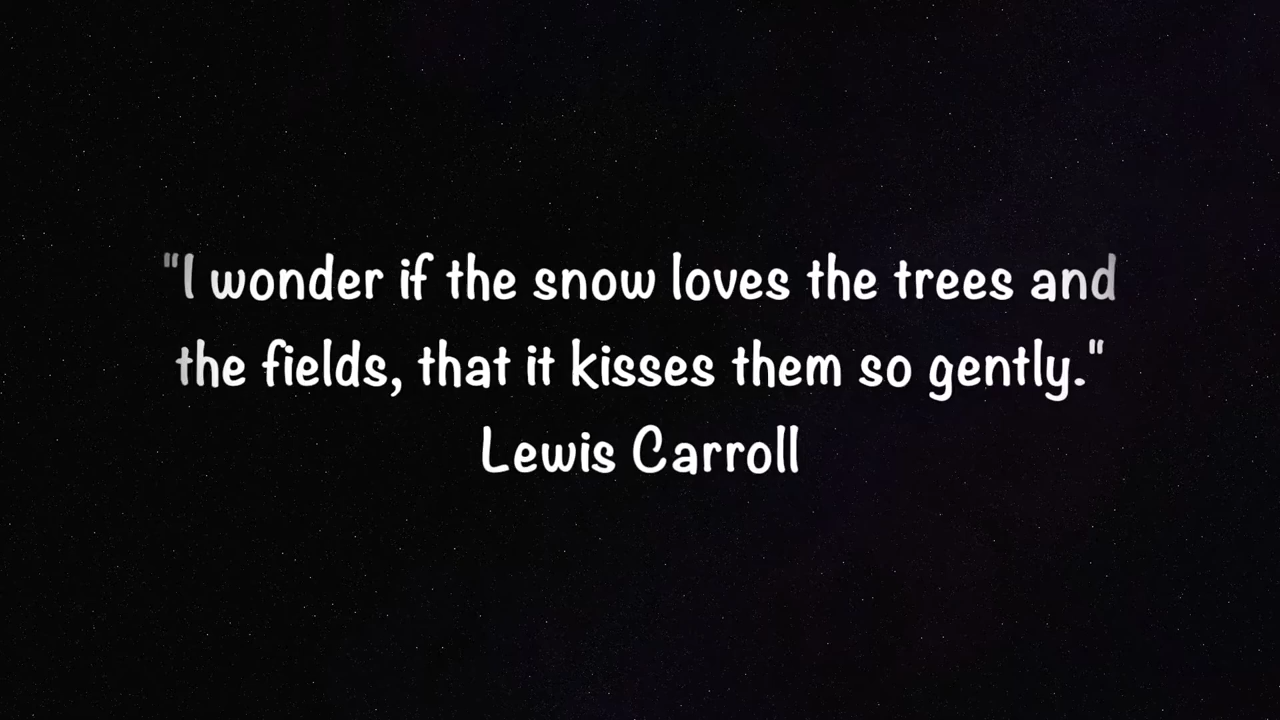 "I wonder if the snow loves the trees and
the fields, that it kisses them so gently."
Lewis Carroll